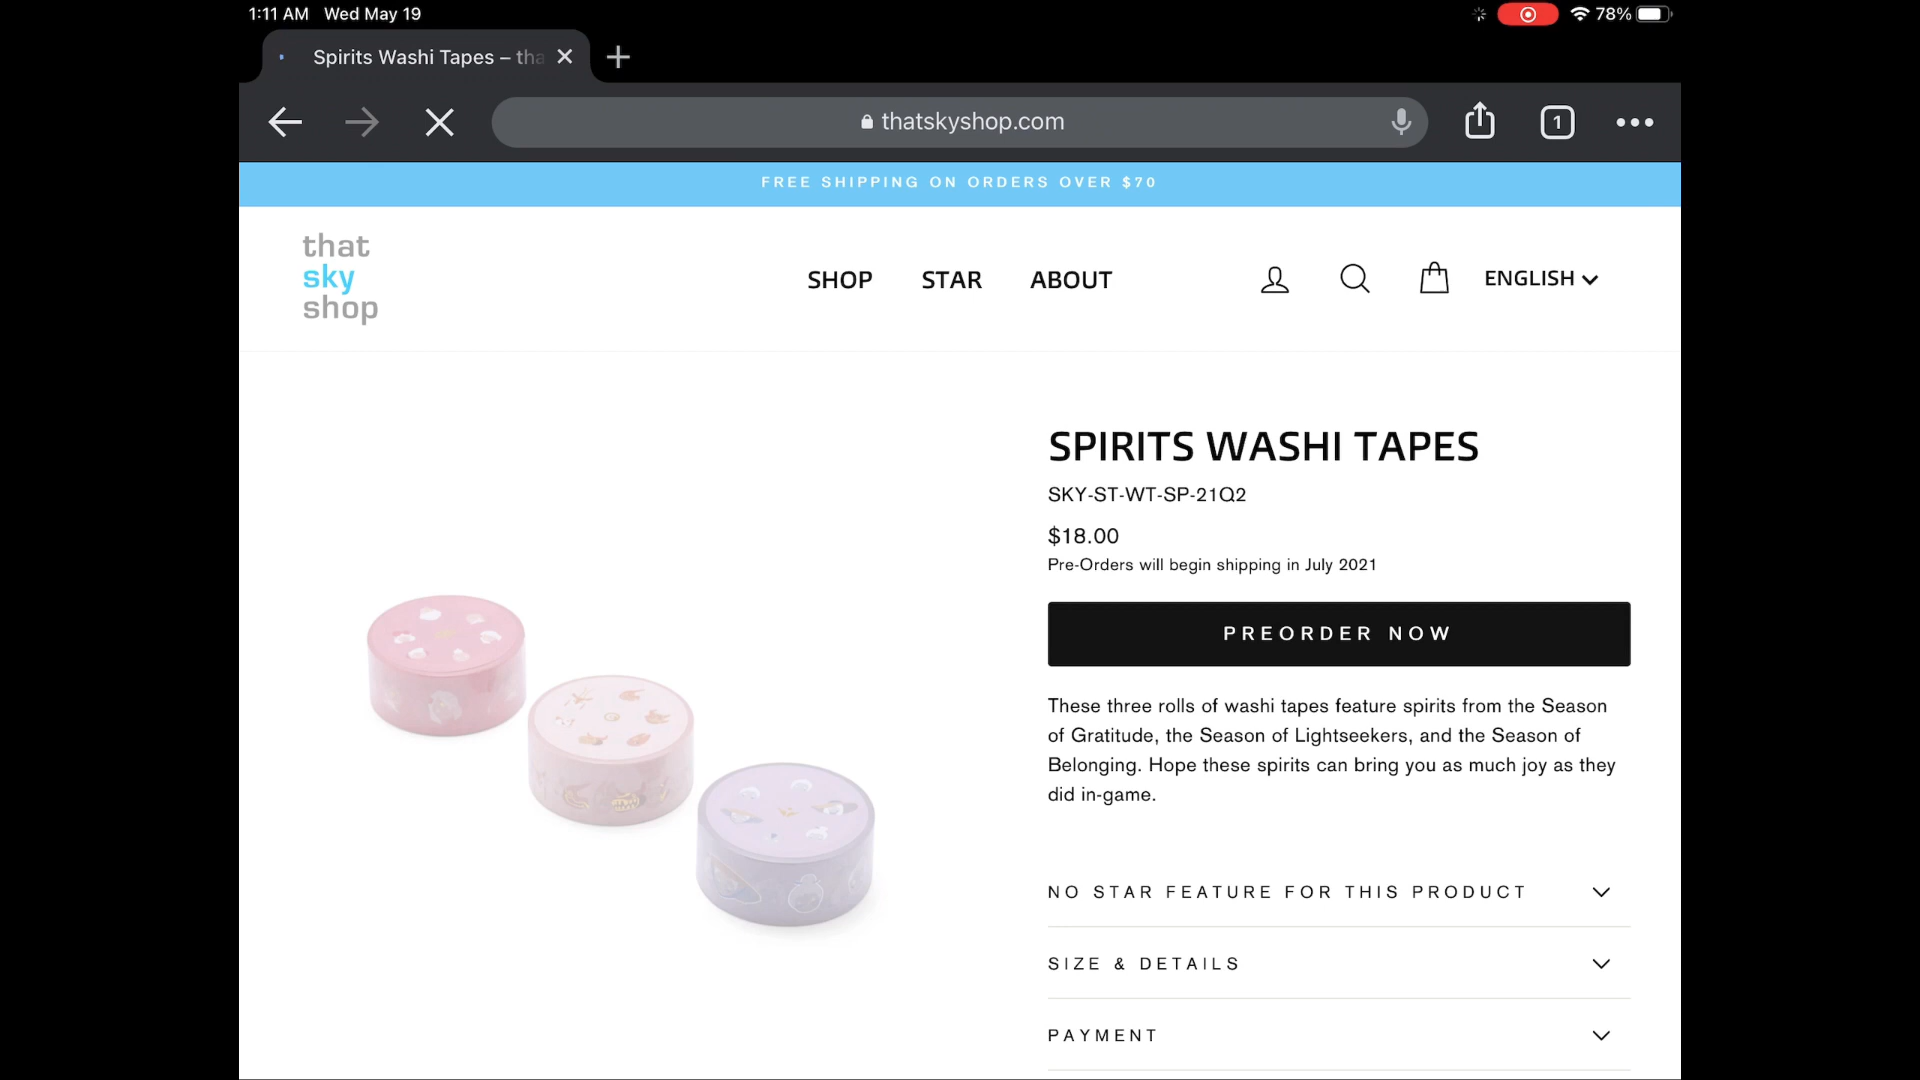 1:11 AM Wed May 19
78%
Spirits Washi Tapes – tha
thatskyshop.com
1
FREE SHIPPING ON ORDERS OVER $70
that
sky
shop
SHOP STAR ABOUT
ENGLISH
SPIRITS WASHI TAPES
SKY-ST-WT-SP-21Q2
$18.00
Pre-Orders will begin shipping in July 2021
PREORDER NOW
These three rolls of washi tapes feature spirits from the Season
of Gratitude, the Season of Lightseekers, and the Season of
Belonging. Hope these spirits can bring you as much joy as they
did in-game.
NO STAR FEATURE FOR THIS PRODUCT
SIZE & DETAILS
PAYMENT